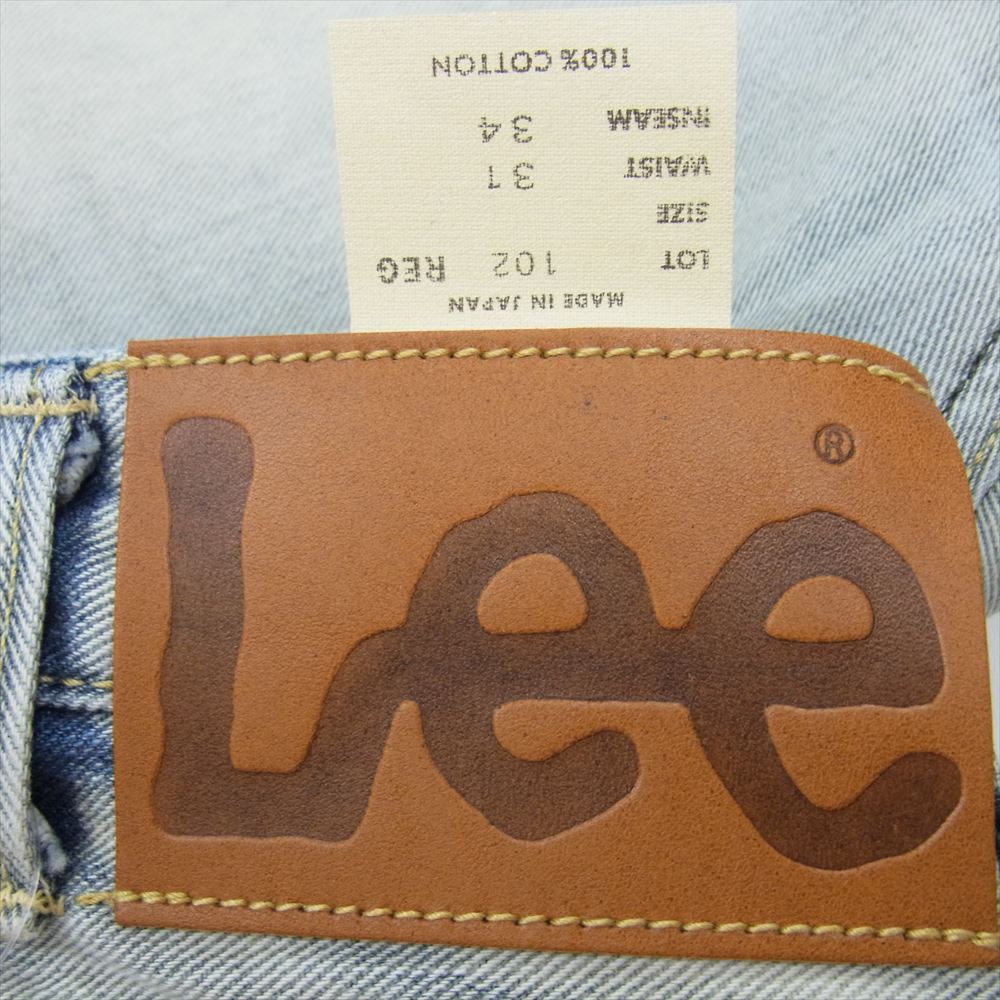 MADE IN JAPAN
LOT 102 REG
SIZE
WAIST 31
INSEAM 34
100% COTTON
Lee ®